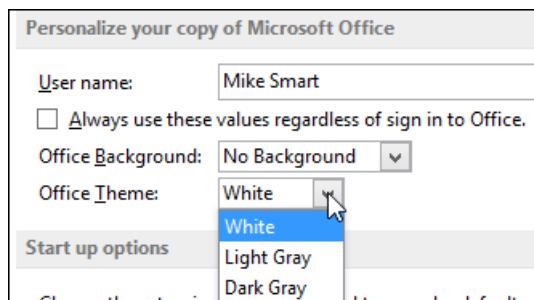 Personalize your copy of Microsoft Office
User name: Mike Smart
Always use these values regardless of sign in to Office.
Office Background: No Background
Office Theme: White
White
Light Gray
Start up options
Dark Gray